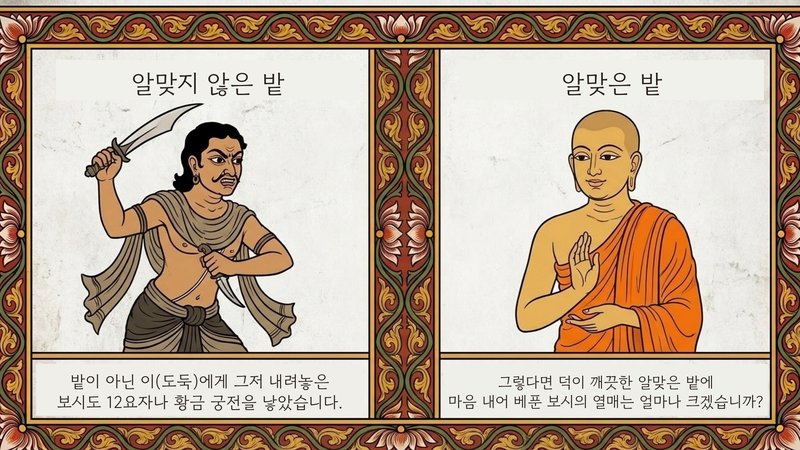 알맞지 않은 밭
밭이 아닌 이(도둑)에게 그저 내려놓은
보시도 12요자나 황금 궁전을 낳았습니다.
알맞은 밭
그렇다면 덕이 깨끗한 알맞은 밭에
마음 내어 베푼 보시의 열매는 얼마나 크겠습니까?